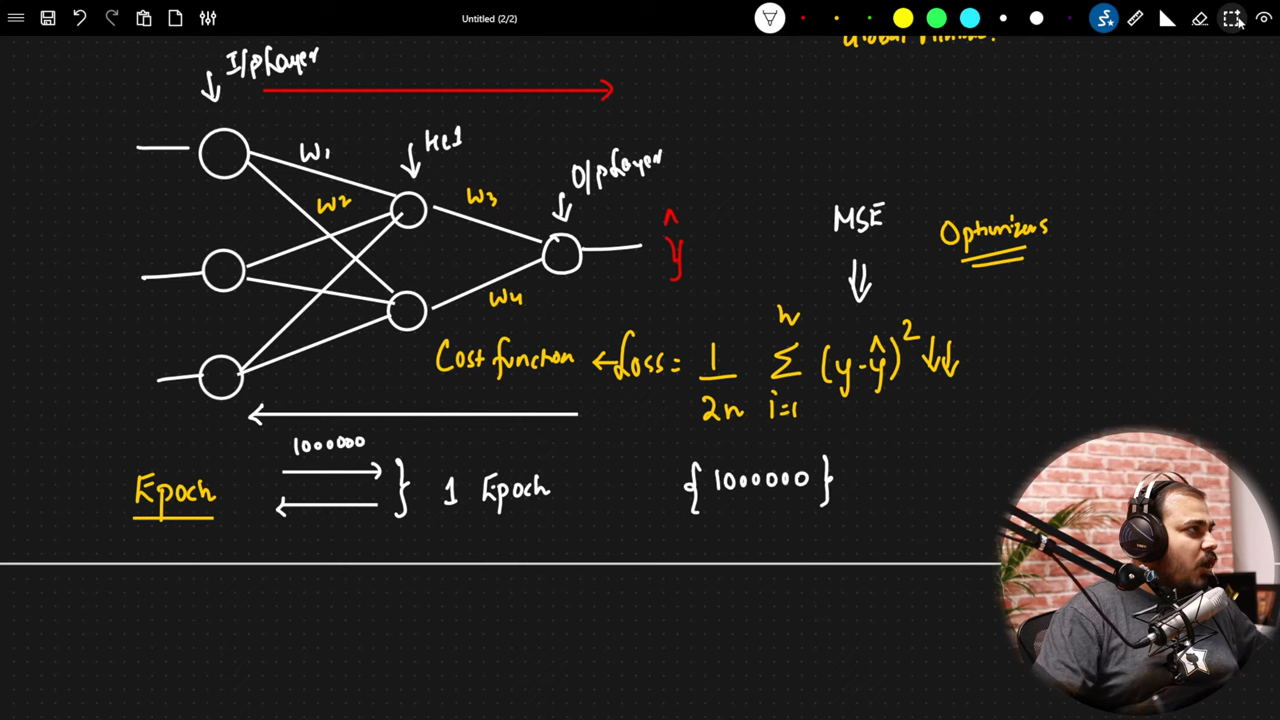 Untitled (2/2)
I/p Layer
HL1
O/p Layer
W1
W2
W3
W4
ŷ
MSE
Optimizers
Cost function ← Loss = 1/2n Σ i=1 n (y-ŷ)² ↓↓
1000000
Epoch
} 1 Epoch
{1000000}